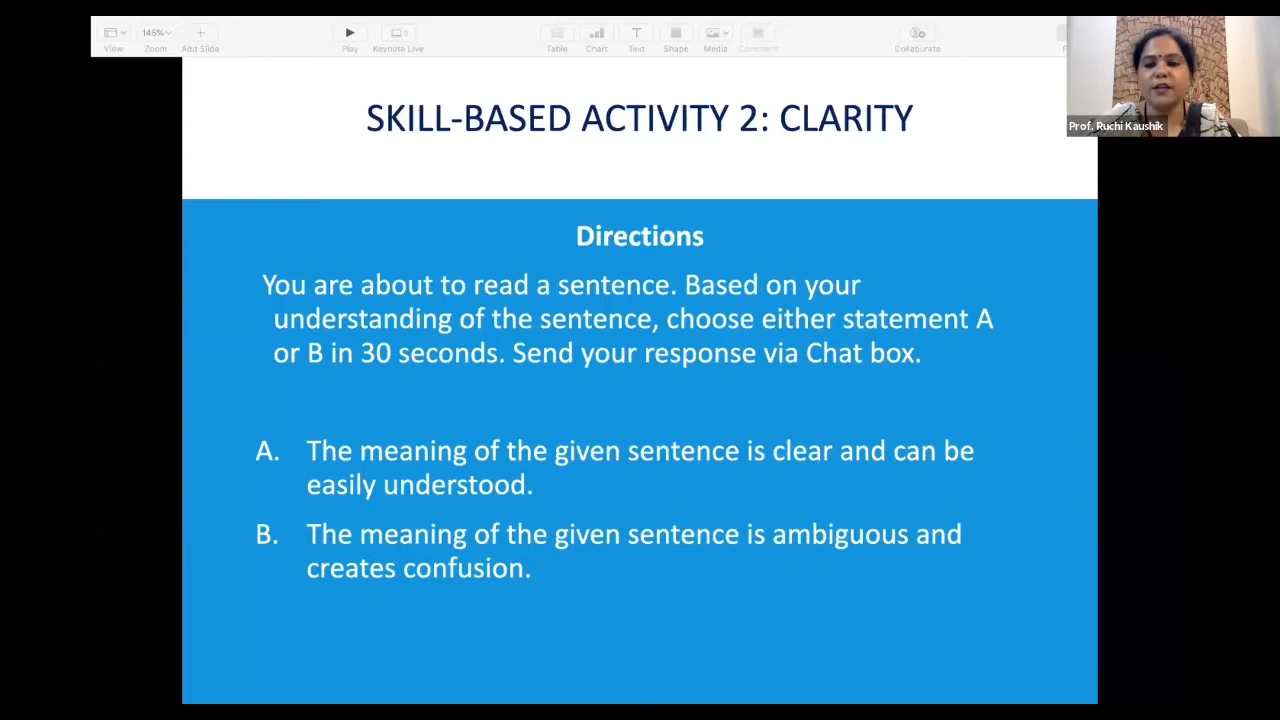 145%
View
Zoom
Add Slide
Play
Keynote Live
Table
Chart
Text
Shape
Media
Comment
Collaborate
Prof. Ruchi Kaushik
SKILL-BASED ACTIVITY 2: CLARITY
Directions
You are about to read a sentence. Based on your
understanding of the sentence, choose either statement A
or B in 30 seconds. Send your response via Chat box.
A. The meaning of the given sentence is clear and can be
easily understood.
B. The meaning of the given sentence is ambiguous and
creates confusion.